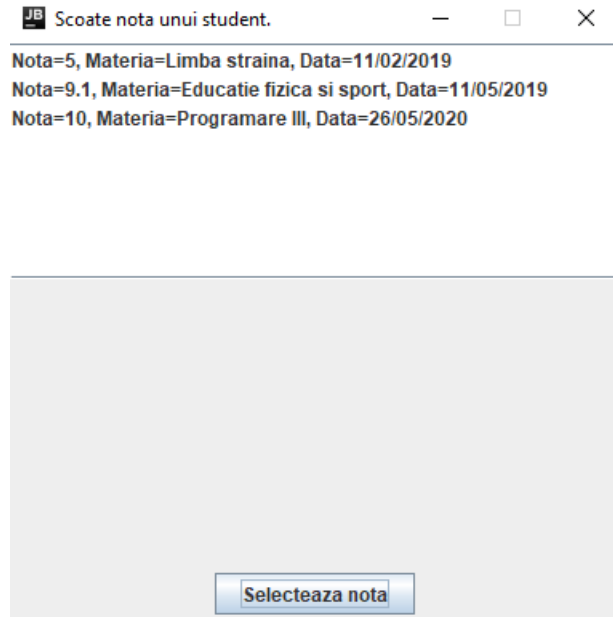 JB Scoate nota unui student.
Nota=5, Materia=Limba straina, Data=11/02/2019
Nota=9.1, Materia=Educatie fizica si sport, Data=11/05/2019
Nota=10, Materia=Programare III, Data=26/05/2020
Selecteaza nota